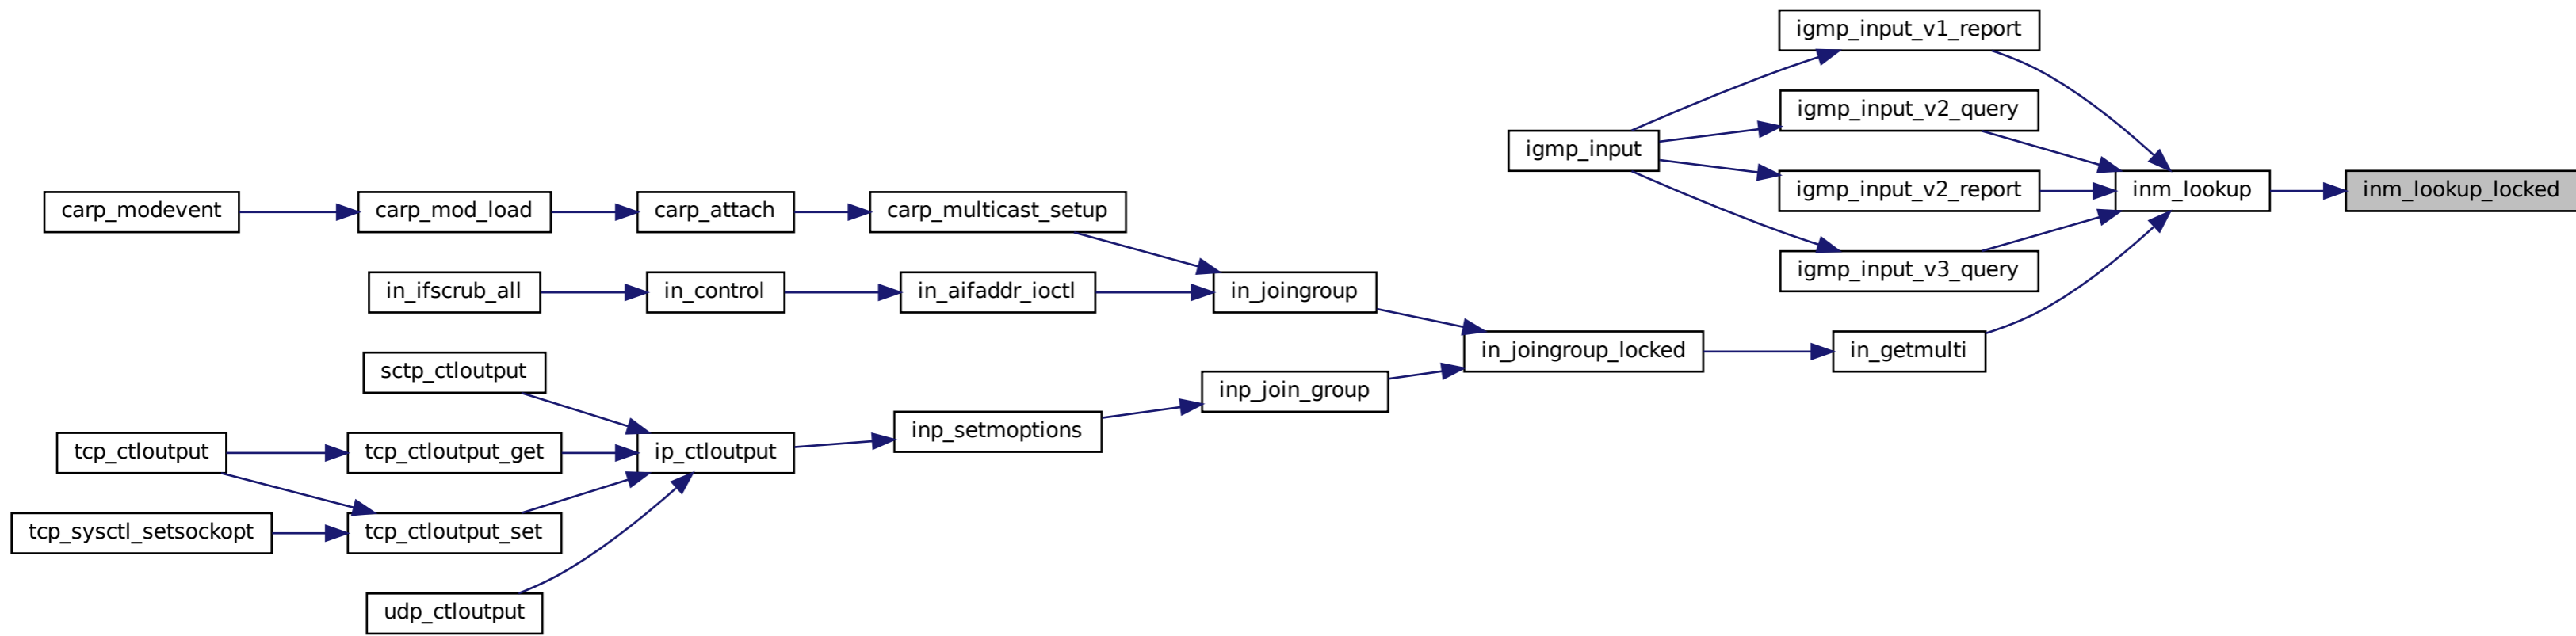 igmp_input_v1_report
igmp_input_v2_query
igmp_input
igmp_input_v2_report
inm_lookup
inm_lookup_locked
carp_modevent
carp_mod_load
carp_attach
carp_multicast_setup
igmp_input_v3_query
in_ifscrub_all
in_control
in_aifaddr_ioctl
in_joingroup
in_joingroup_locked
in_getmulti
sctp_ctloutput
inp_join_group
inp_setmoptions
tcp_ctloutput
tcp_ctloutput_get
ip_ctloutput
tcp_sysctl_setsockopt
tcp_ctloutput_set
udp_ctloutput